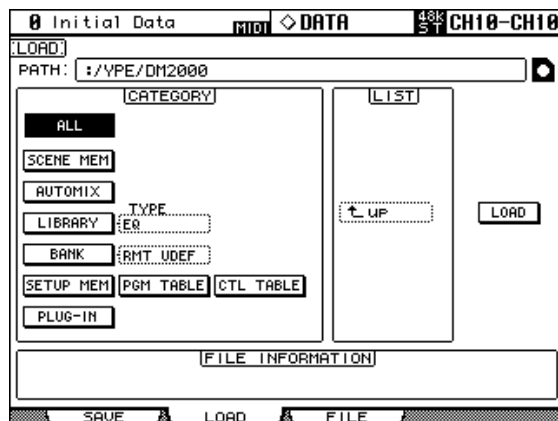 0 Initial Data MIDI ◇DATA 48K ST CH10-CH10
LOAD
PATH: :/YPE/DM2000
CATEGORY LIST
ALL
SCENE MEM
AUTOMIX
TYPE
LIBRARY EQ UP LOAD
BANK RMT UDEF
SETUP MEM PGM TABLE CTL TABLE
PLUG-IN
FILE INFORMATION
SAVE LOAD FILE